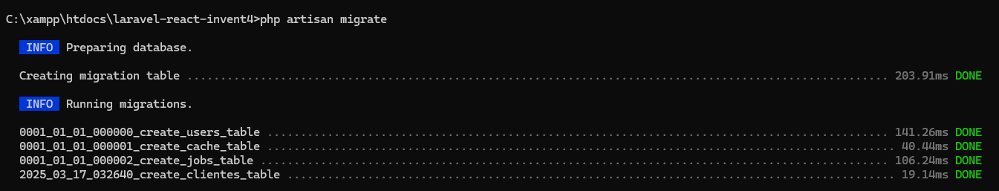 C:\xampp\htdocs\laravel-react-invent4>php artisan migrate
INFO Preparing database.
Creating migration table ......................................................................................................... 203.91ms DONE
INFO Running migrations.
0001_01_01_000000_create_users_table ............................................................................................. 141.26ms DONE
0001_01_01_000001_create_cache_table .............................................................................................. 40.44ms DONE
0001_01_01_000002_create_jobs_table .............................................................................................. 106.24ms DONE
2025_03_17_032640_create_clientes_table ........................................................................................... 19.14ms DONE